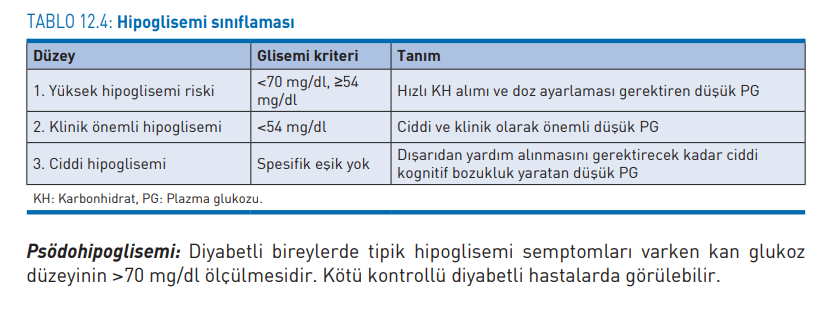 TABLO 12.4: Hipoglisemi sınıflaması
Düzey Glisemi kriteri Tanım
1. Yüksek hipoglisemi riski <70 mg/dl, ≥54 mg/dl Hızlı KH alımı ve doz ayarlaması gerektiren düşük PG
2. Klinik önemli hipoglisemi <54 mg/dl Ciddi ve klinik olarak önemli düşük PG
3. Ciddi hipoglisemi Spesifik eşik yok Dışarıdan yardım alınmasını gerektirecek kadar ciddi kognitif bozukluk yaratan düşük PG
KH: Karbonhidrat, PG: Plazma glukozu.
Psödohipoglisemi: Diyabetli bireylerde tipik hipoglisemi semptomları varken kan glukoz
düzeyinin >70 mg/dl ölçülmesidir. Kötü kontrollü diyabetli hastalarda görülebilir.